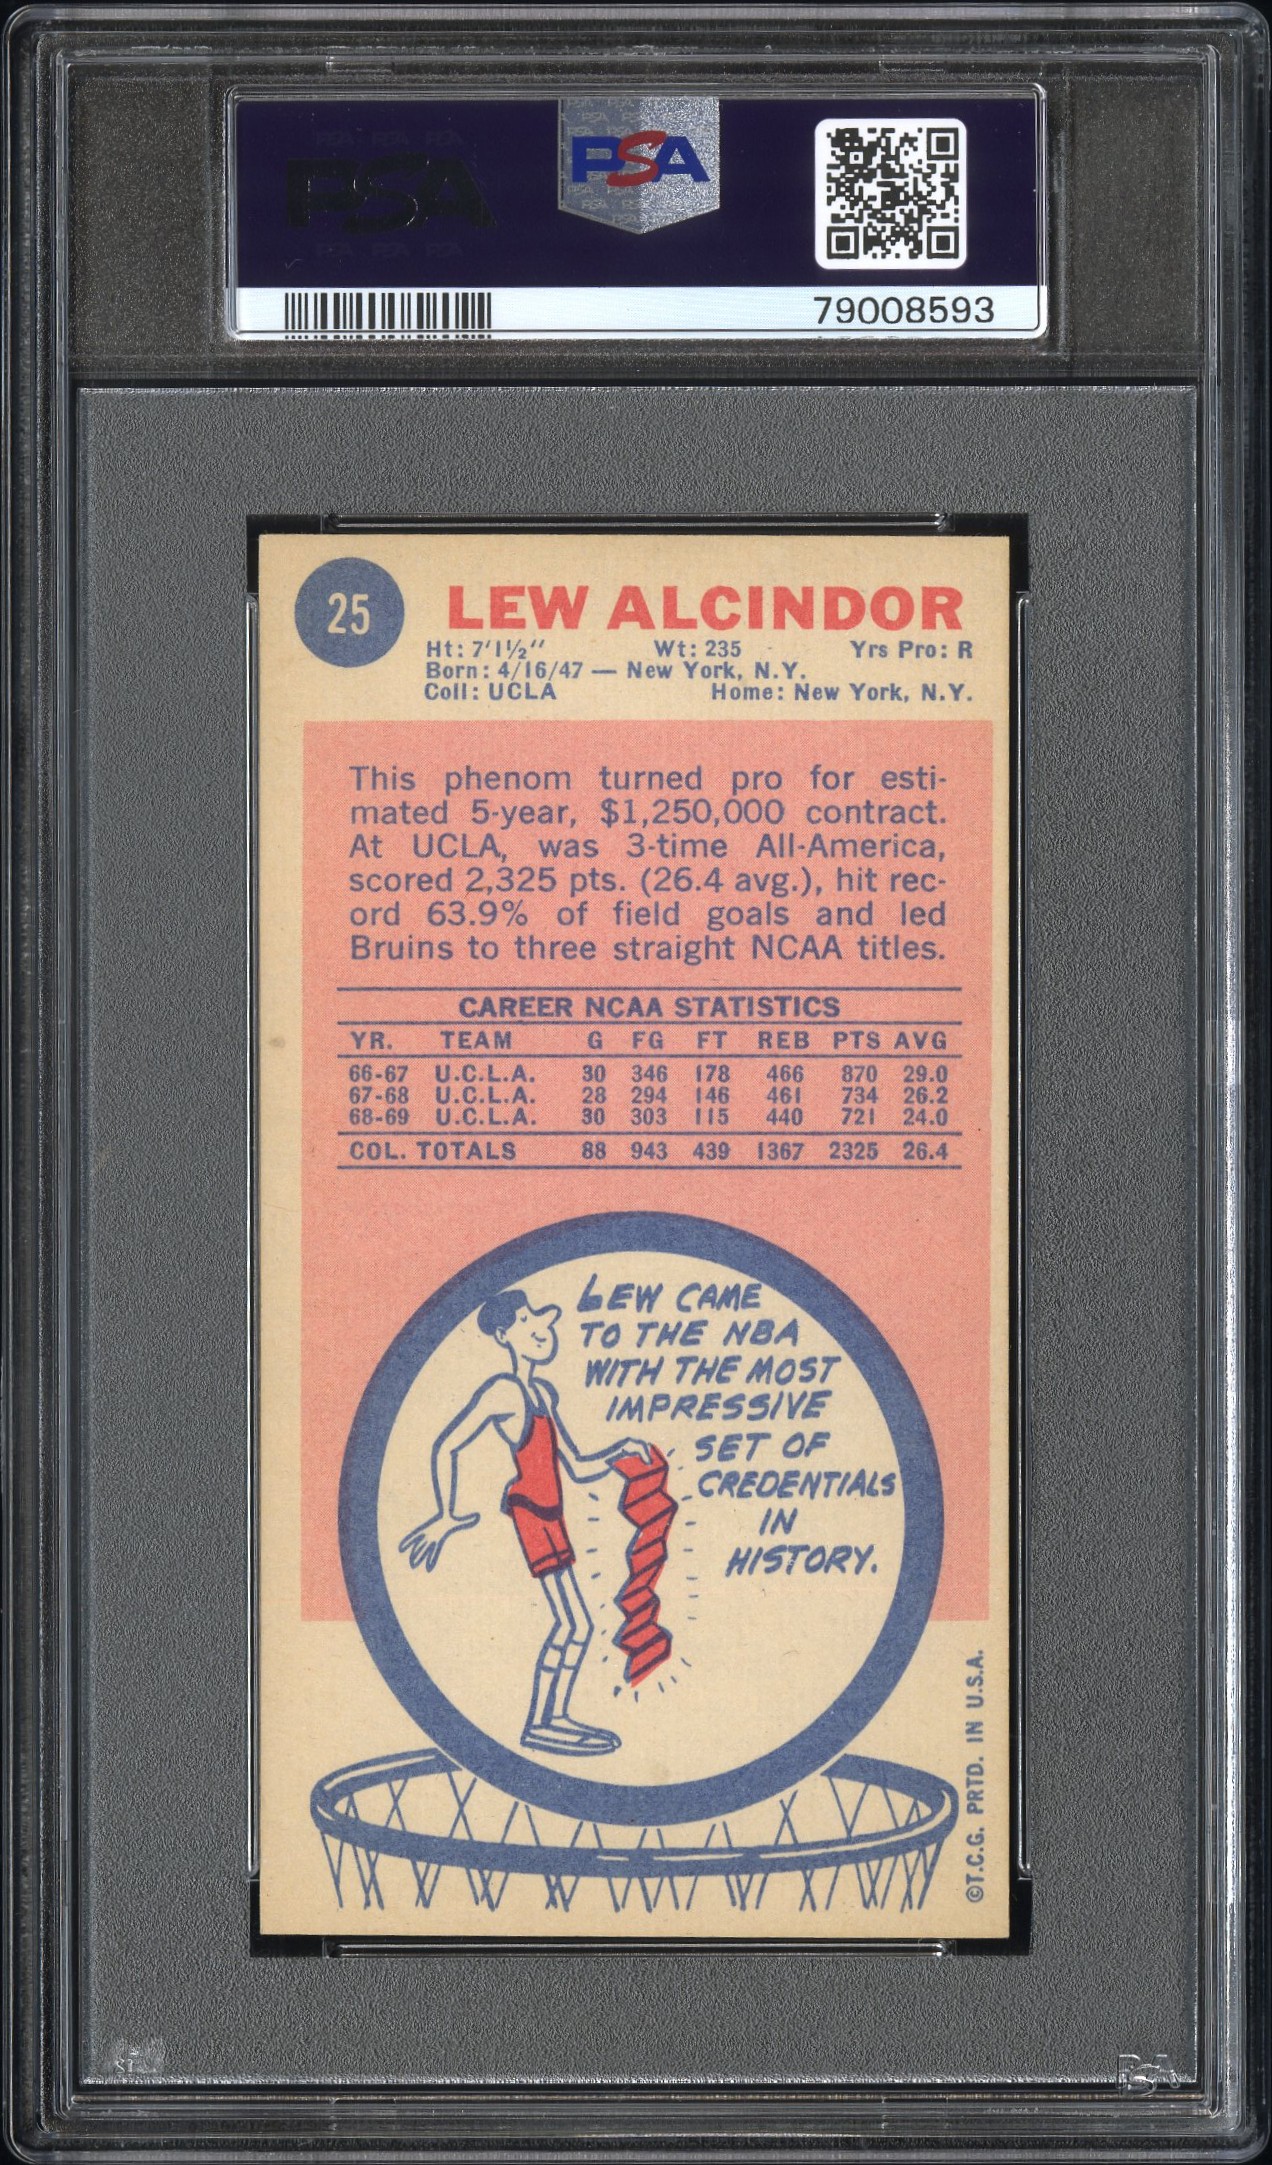 PSA
PSA
79008593
25
LEW ALCINDOR
Ht: 7'1½" Wt: 235 Yrs Pro: R
Born: 4/16/47 — New York, N.Y.
Coll: UCLA Home: New York, N.Y.
This phenom turned pro for esti-
mated 5-year, $1,250,000 contract.
At UCLA, was 3-time All-America,
scored 2,325 pts. (26.4 avg.), hit rec-
ord 63.9% of field goals and led
Bruins to three straight NCAA titles.
CAREER NCAA STATISTICS
YR. TEAM G FG FT REB PTS AVG
66-67 U.C.L.A. 30 346 178 466 870 29.0
67-68 U.C.L.A. 28 294 146 461 734 26.2
68-69 U.C.L.A. 30 303 115 440 721 24.0
COL. TOTALS 88 943 439 1367 2325 26.4
LEW CAME
TO THE NBA
WITH THE MOST
IMPRESSIVE
SET OF
CREDENTIALS
IN
HISTORY.
©T.C.G. PRTD. IN U.S.A.
PSA